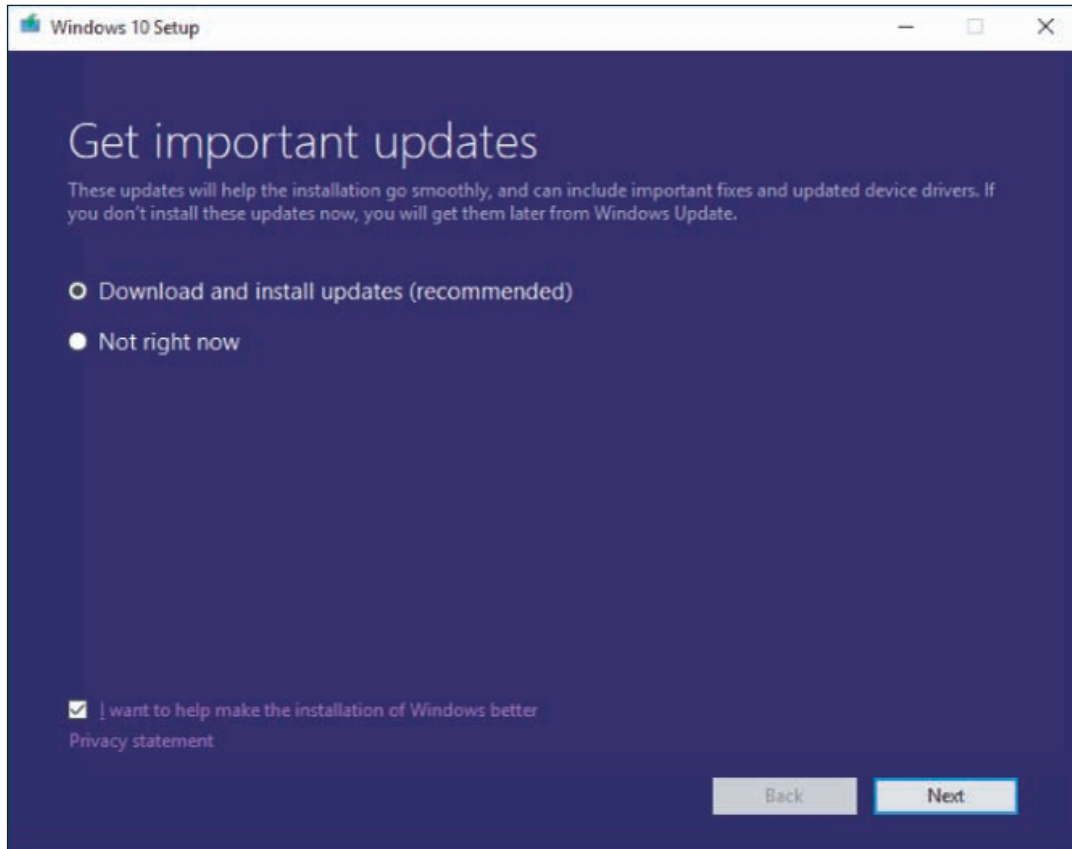 Windows 10 Setup
Get important updates
These updates will help the installation go smoothly, and can include important fixes and updated device drivers. If
you don't install these updates now, you will get them later from Windows Update.
Download and install updates (recommended)
Not right now
I want to help make the installation of Windows better
Privacy statement
Back
Next